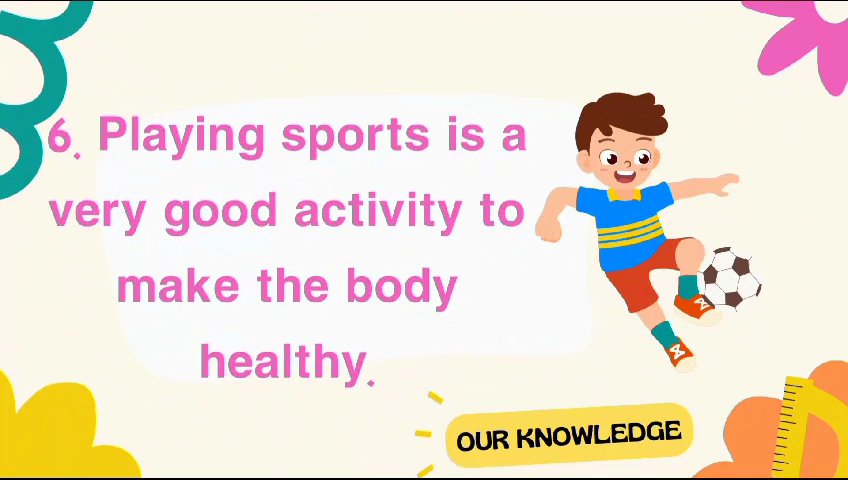 6. Playing sports is a
very good activity to
make the body
healthy.
OUR KNOWLEDGE